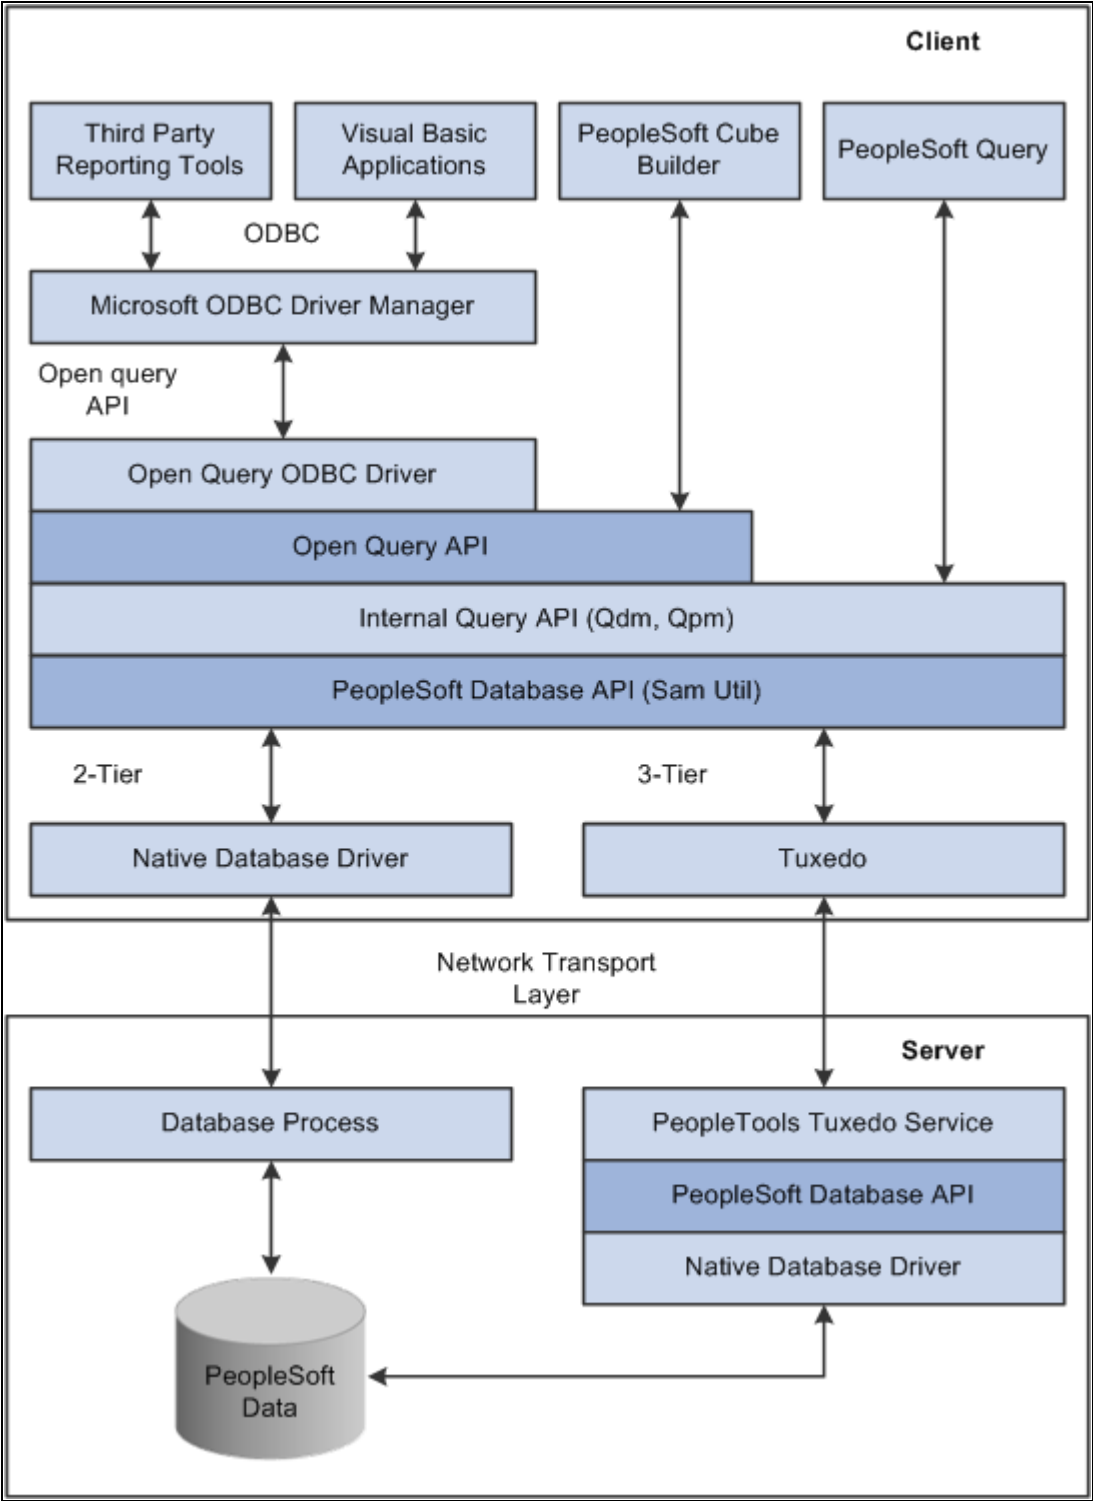 Client
Third Party
Reporting Tools
Visual Basic
Applications
PeopleSoft Cube
Builder
PeopleSoft Query
ODBC
Microsoft ODBC Driver Manager
Open query
API
Open Query ODBC Driver
Open Query API
Internal Query API (Qdm, Qpm)
PeopleSoft Database API (Sam Util)
2-Tier
3-Tier
Native Database Driver
Tuxedo
Network Transport
Layer
Server
Database Process
PeopleTools Tuxedo Service
PeopleSoft Database API
Native Database Driver
PeopleSoft
Data